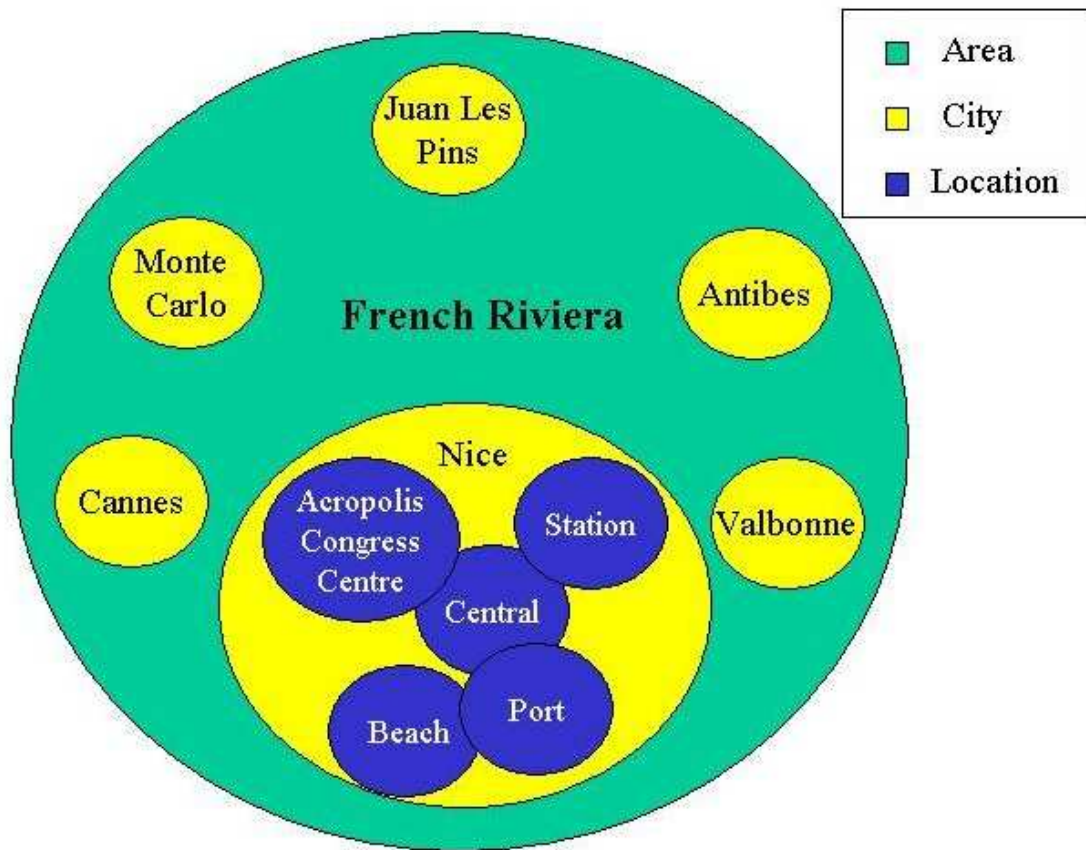 Area
City
Location
Juan Les
Pins
Monte
Carlo
Antibes
French Riviera
Nice
Cannes
Acropolis
Congress
Centre
Station
Valbonne
Central
Beach
Port